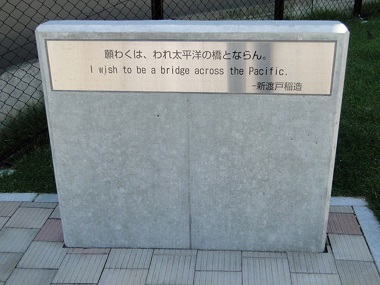 願わくは、われ太平洋の橋とならん。
I wish to be a bridge across the Pacific.
-新渡戸稲造